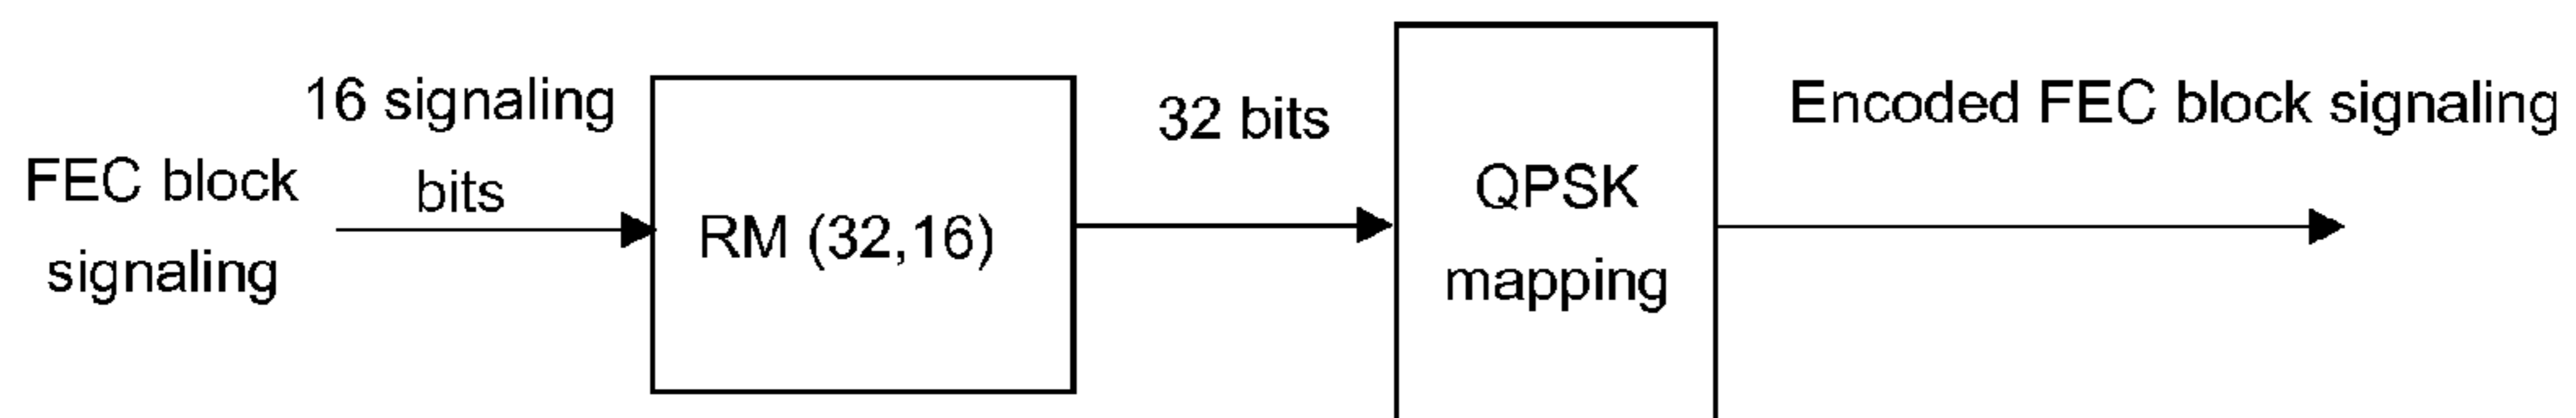 FEC block
signaling
16 signaling
bits
RM (32,16)
32 bits
QPSK
mapping
Encoded FEC block signaling